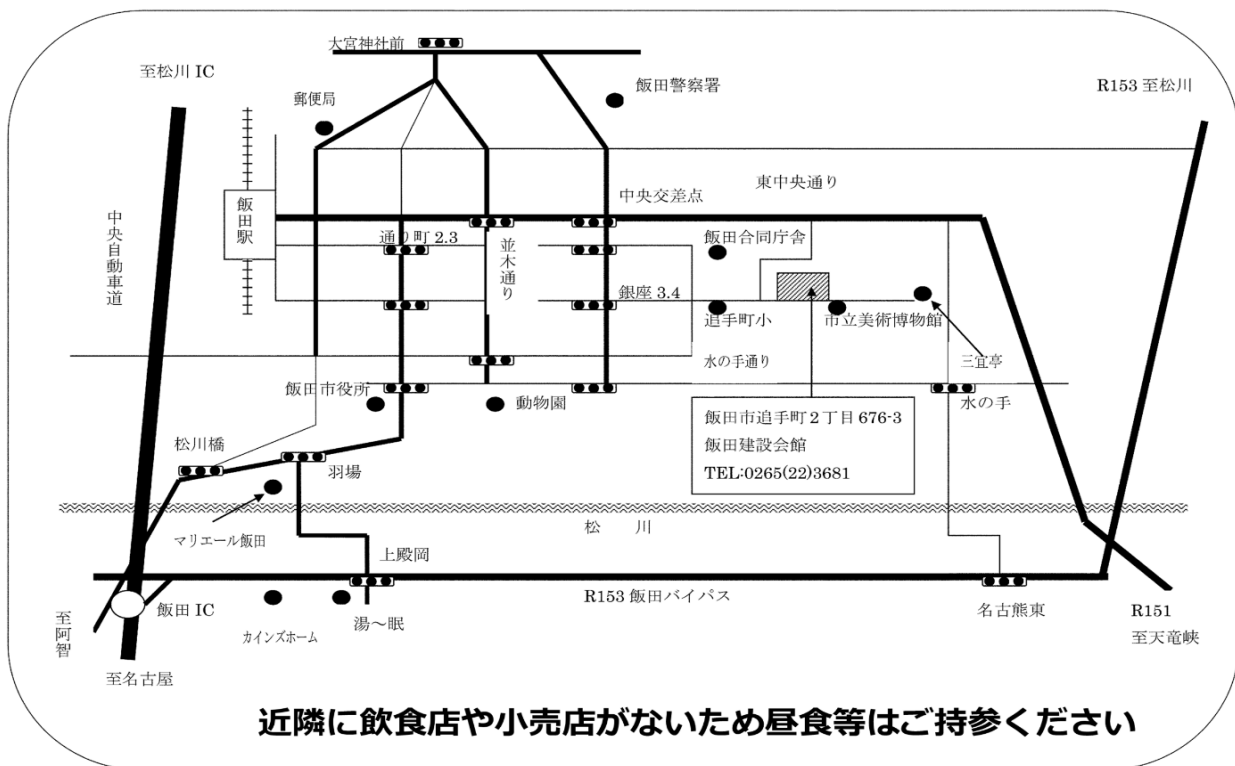 大宮神社前
至松川 IC
飯田警察署
R153 至松川
郵便局
東中央通り
中央交差点
飯田駅
中央自動車道
通り町 2.3
並木通り
飯田合同庁舎
銀座 3.4
追手町小
市立美術博物館
水の手通り
三宜亭
飯田市役所
動物園
水の手
飯田市追手町２丁目 676-3
飯田建設会館
TEL:0265(22)3681
松川橋
羽場
松　川
マリエール飯田
上殿岡
飯田 IC
R153 飯田バイパス
名古熊東
R151
至天竜峡
至阿智
カインズホーム
湯～眠
至名古屋
近隣に飲食店や小売店がないため昼食等はご持参ください